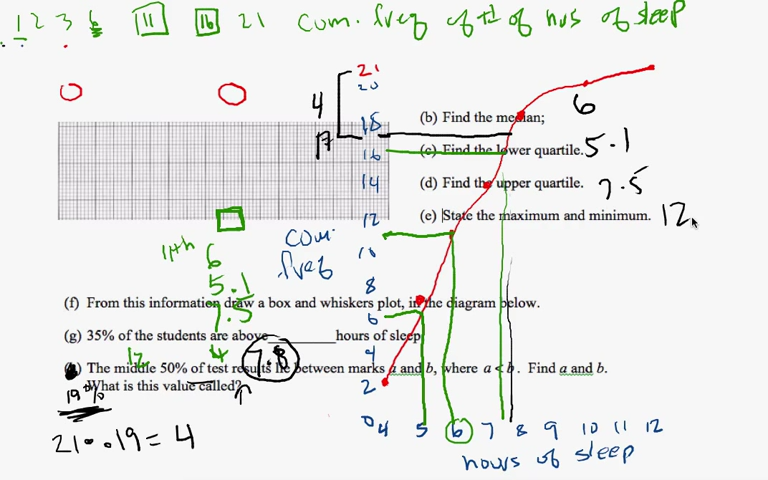 1 2 3 6 11 16 21 cum. freq of # of hours of sleep
21
20
4
(b) Find the median; 6
18
17
16
(c) Find the lower quartile. 5.1
14
(d) Find the upper quartile. 7.5
12
(e) State the maximum and minimum. 12
cum. freq
10
11th 6
5.1
7.5
8
(f) From this information draw a box and whiskers plot, in the diagram below.
6
(g) 35% of the students are above________hours of sleep
12 4
7.8
4
The middle 50% of test results lie between marks a and b, where a < b. Find a and b.
What is this value called?
2
19%
0
4 5 6 7 8 9 10 11 12
21 · .19 = 4
hours of sleep